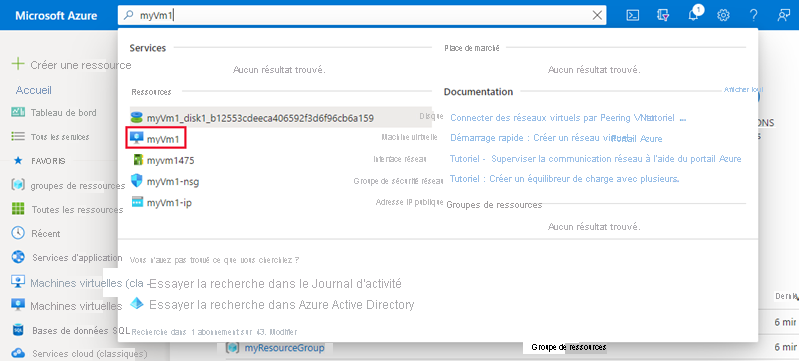 Microsoft Azure
myVm1
1
Services
Aucun résultat trouvé.
Place de marché
Aucun résultat trouvé.
Ressources
myVm1_disk1_b12553cdeeca406592f3d6f96cb6a159 Disque
myVm1 Machine virtuelle
myvm1475 Interface réseau
myVm1-nsg Groupe de sécurité réseau
myVm1-ip Adresse IP publique
Documentation
Afficher tout
Connecter des réseaux virtuels par Peering VNet tutoriel ...
Démarrage rapide : Créer un réseau virtuel - Portail Azure
Tutoriel - Superviser la communication réseau à l'aide du portail Azure
Tutoriel : Créer un équilibreur de charge avec plusieurs.
Groupes de ressources
Aucun résultat trouvé.
Vous n'avez pas trouvé ce que vous cherchiez ?
Essayer la recherche dans le Journal d'activité
Essayer la recherche dans Azure Active Directory
Recherche dans 1 abonnement sur 43. Modifier
Créer une ressource
Accueil
Tableau de bord
Tous les services
FAVORIS
groupes de ressources
Toutes les ressources
Récent
Services d'application
Machines virtuelles (cla -
Machines virtuelles
Bases de données SQL
Services cloud (classiques)
ONS
6 min
myResourceGroup Groupe de ressources 6 min